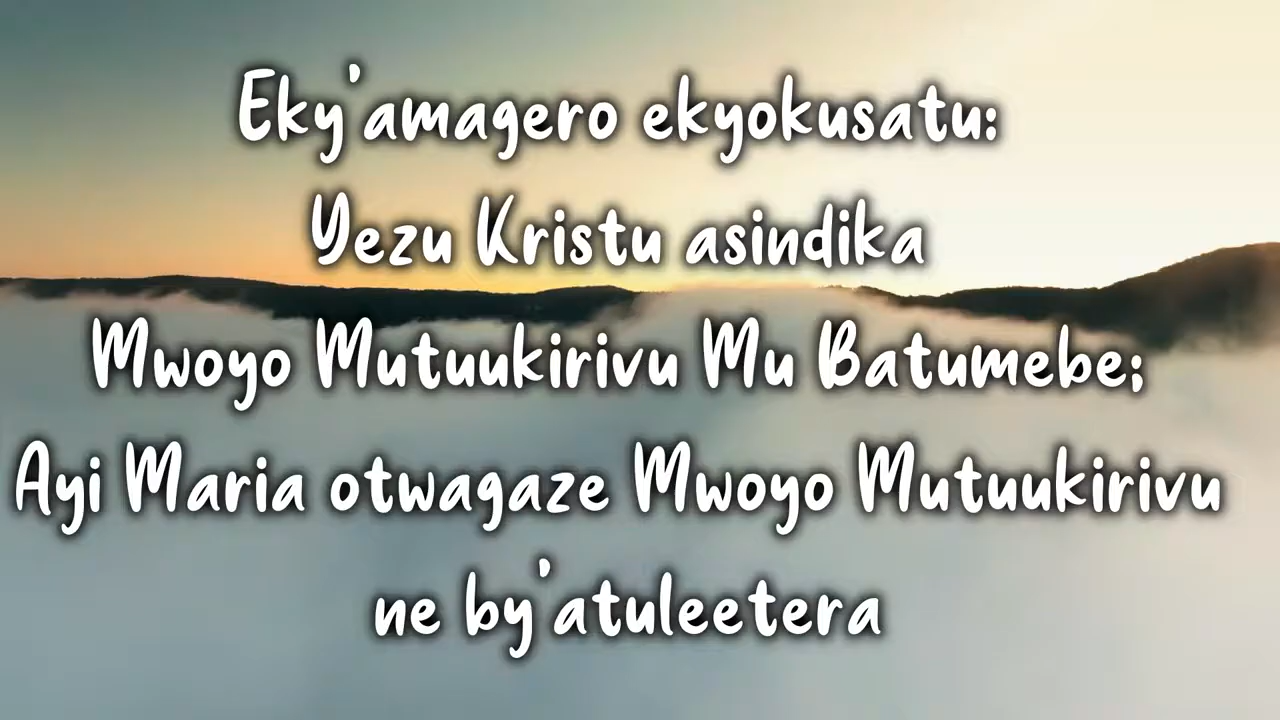 Eky'amagero ekyokusatu:
Yezu Kristu asindika
Mwoyo Mutuukirivu Mu Batumebe;
Ayi Maria otwagaze Mwoyo Mutuukirivu
ne by'atuleetera